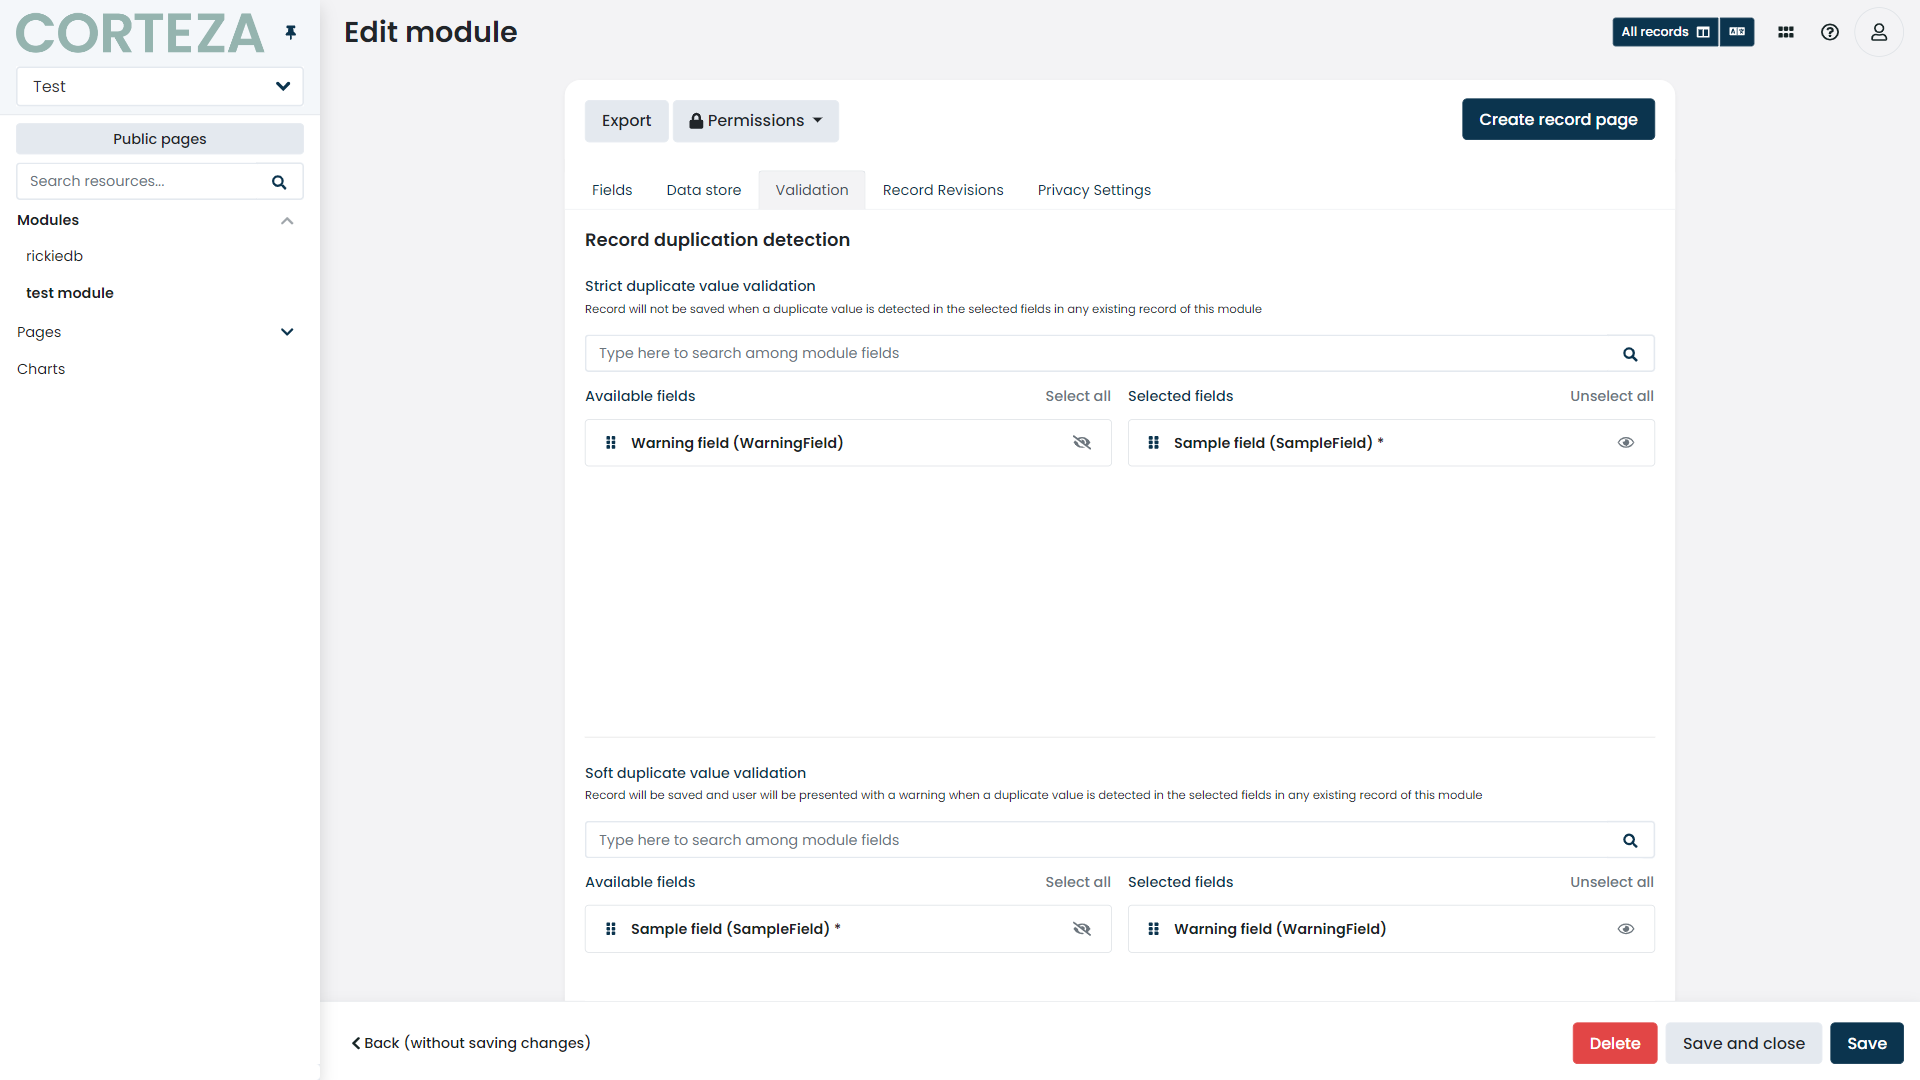 CORTEZA
Edit module
All records
Test
Public pages
Search resources...
Modules
rickiedb
test module
Pages
Charts
Export
Permissions
Create record page
Fields
Data store
Validation
Record Revisions
Privacy Settings
Record duplication detection
Strict duplicate value validation
Record will not be saved when a duplicate value is detected in the selected fields in any existing record of this module
Type here to search among module fields
Available fields
Select all
Selected fields
Unselect all
Warning field (WarningField)
Sample field (SampleField) *
Soft duplicate value validation
Record will be saved and user will be presented with a warning when a duplicate value is detected in the selected fields in any existing record of this module
Type here to search among module fields
Available fields
Select all
Selected fields
Unselect all
Sample field (SampleField) *
Warning field (WarningField)
Back (without saving changes)
Delete
Save and close
Save